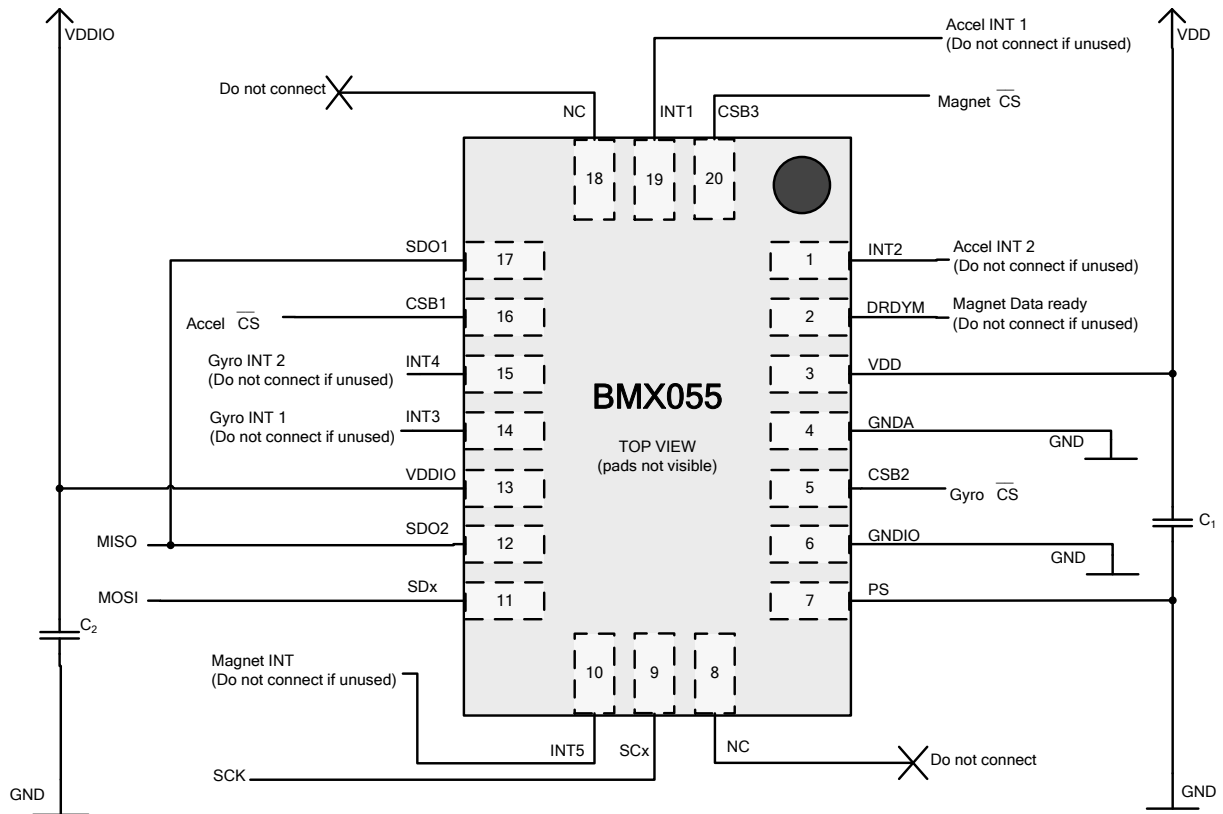 VDDIO
VDD
Accel INT 1
(Do not connect if unused)
Do not connect
NC
INT1
CSB3
Magnet CS
18
19
20
SDO1
17
1
INT2
Accel INT 2
(Do not connect if unused)
CSB1
16
2
DRDYM
Magnet Data ready
(Do not connect if unused)
Accel CS
Gyro INT 2
(Do not connect if unused)
INT4
15
3
VDD
BMX055
Gyro INT 1
(Do not connect if unused)
INT3
14
4
GNDA
GND
TOP VIEW
(pads not visible)
VDDIO
13
5
CSB2
Gyro CS
MISO
SDO2
12
6
GNDIO
GND
C1
MOSI
SDx
11
7
PS
C2
Magnet INT
(Do not connect if unused)
10
9
8
INT5
SCx
NC
Do not connect
SCK
GND
GND